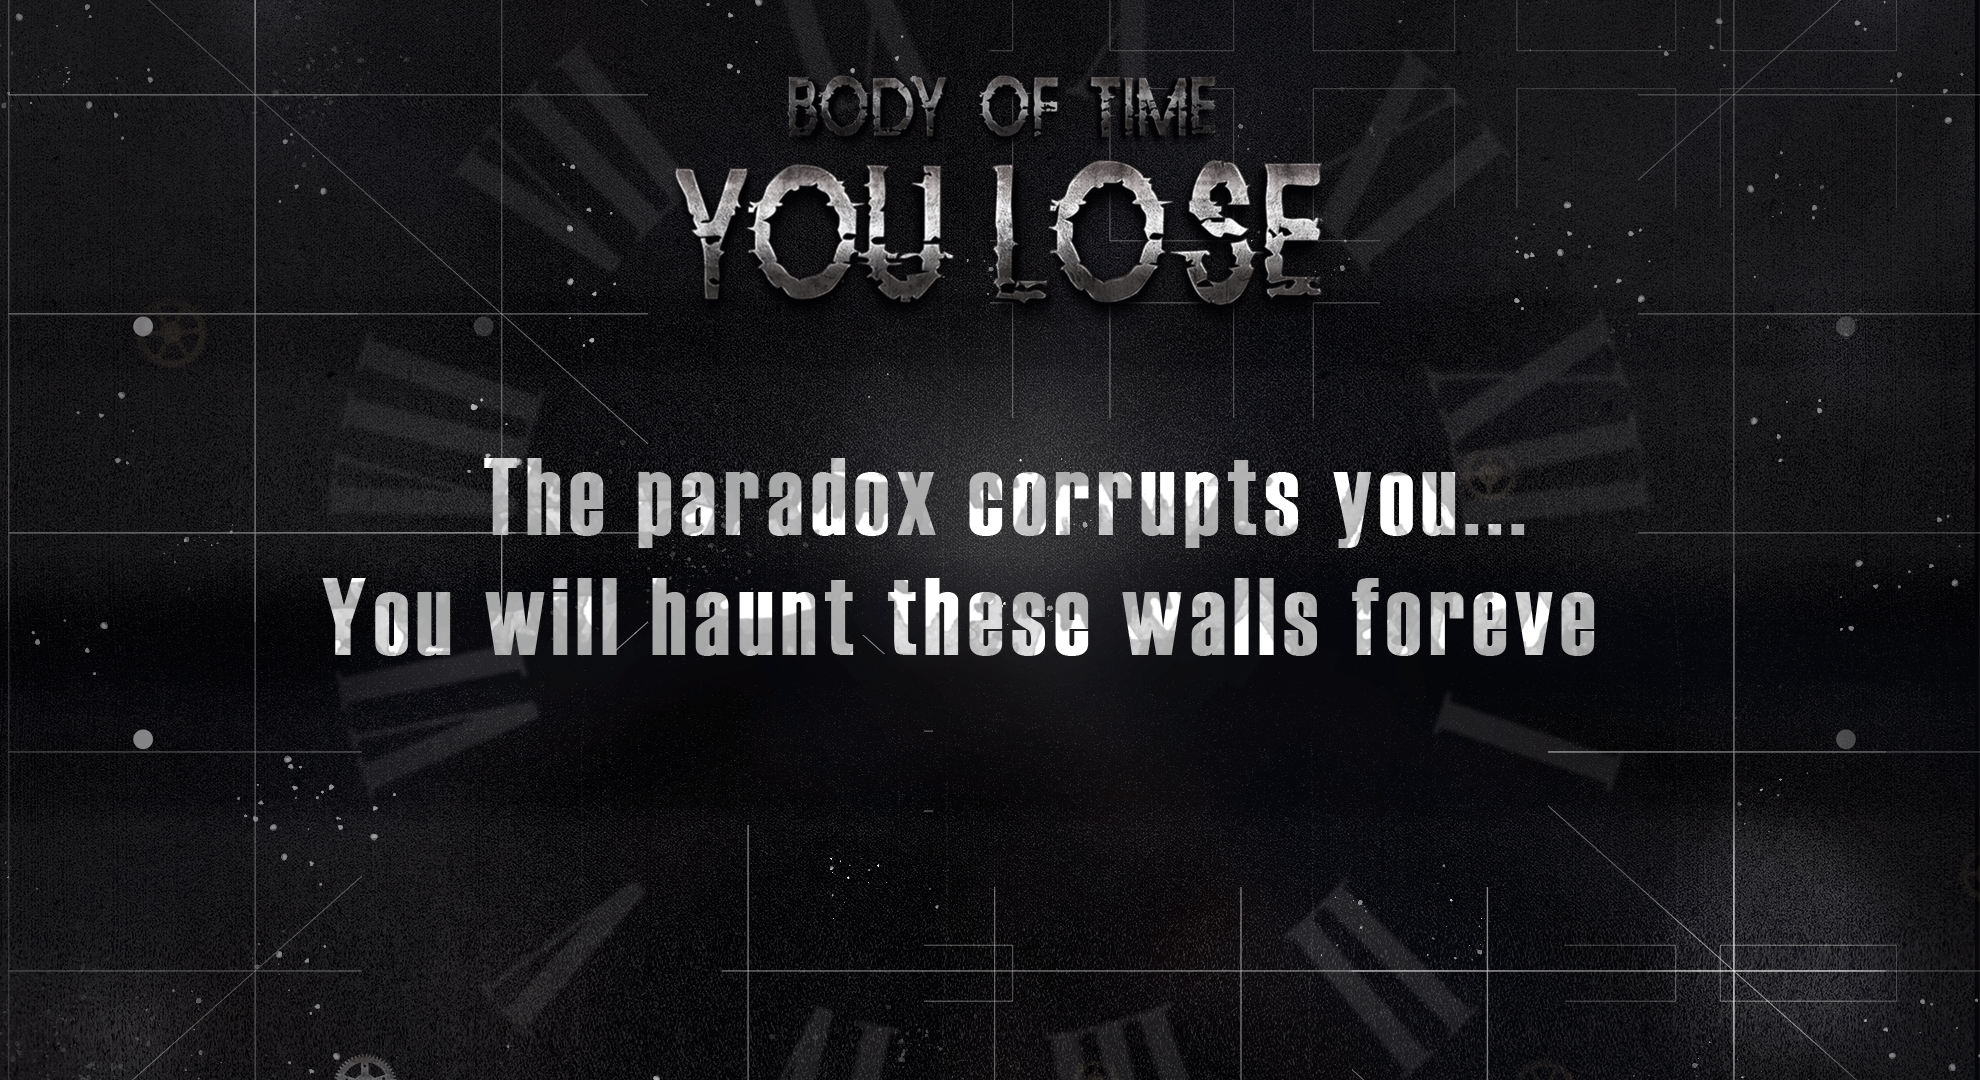 BODY OF TIME
YOU LOSE
The paradox corrupts you...
You will haunt these walls foreve